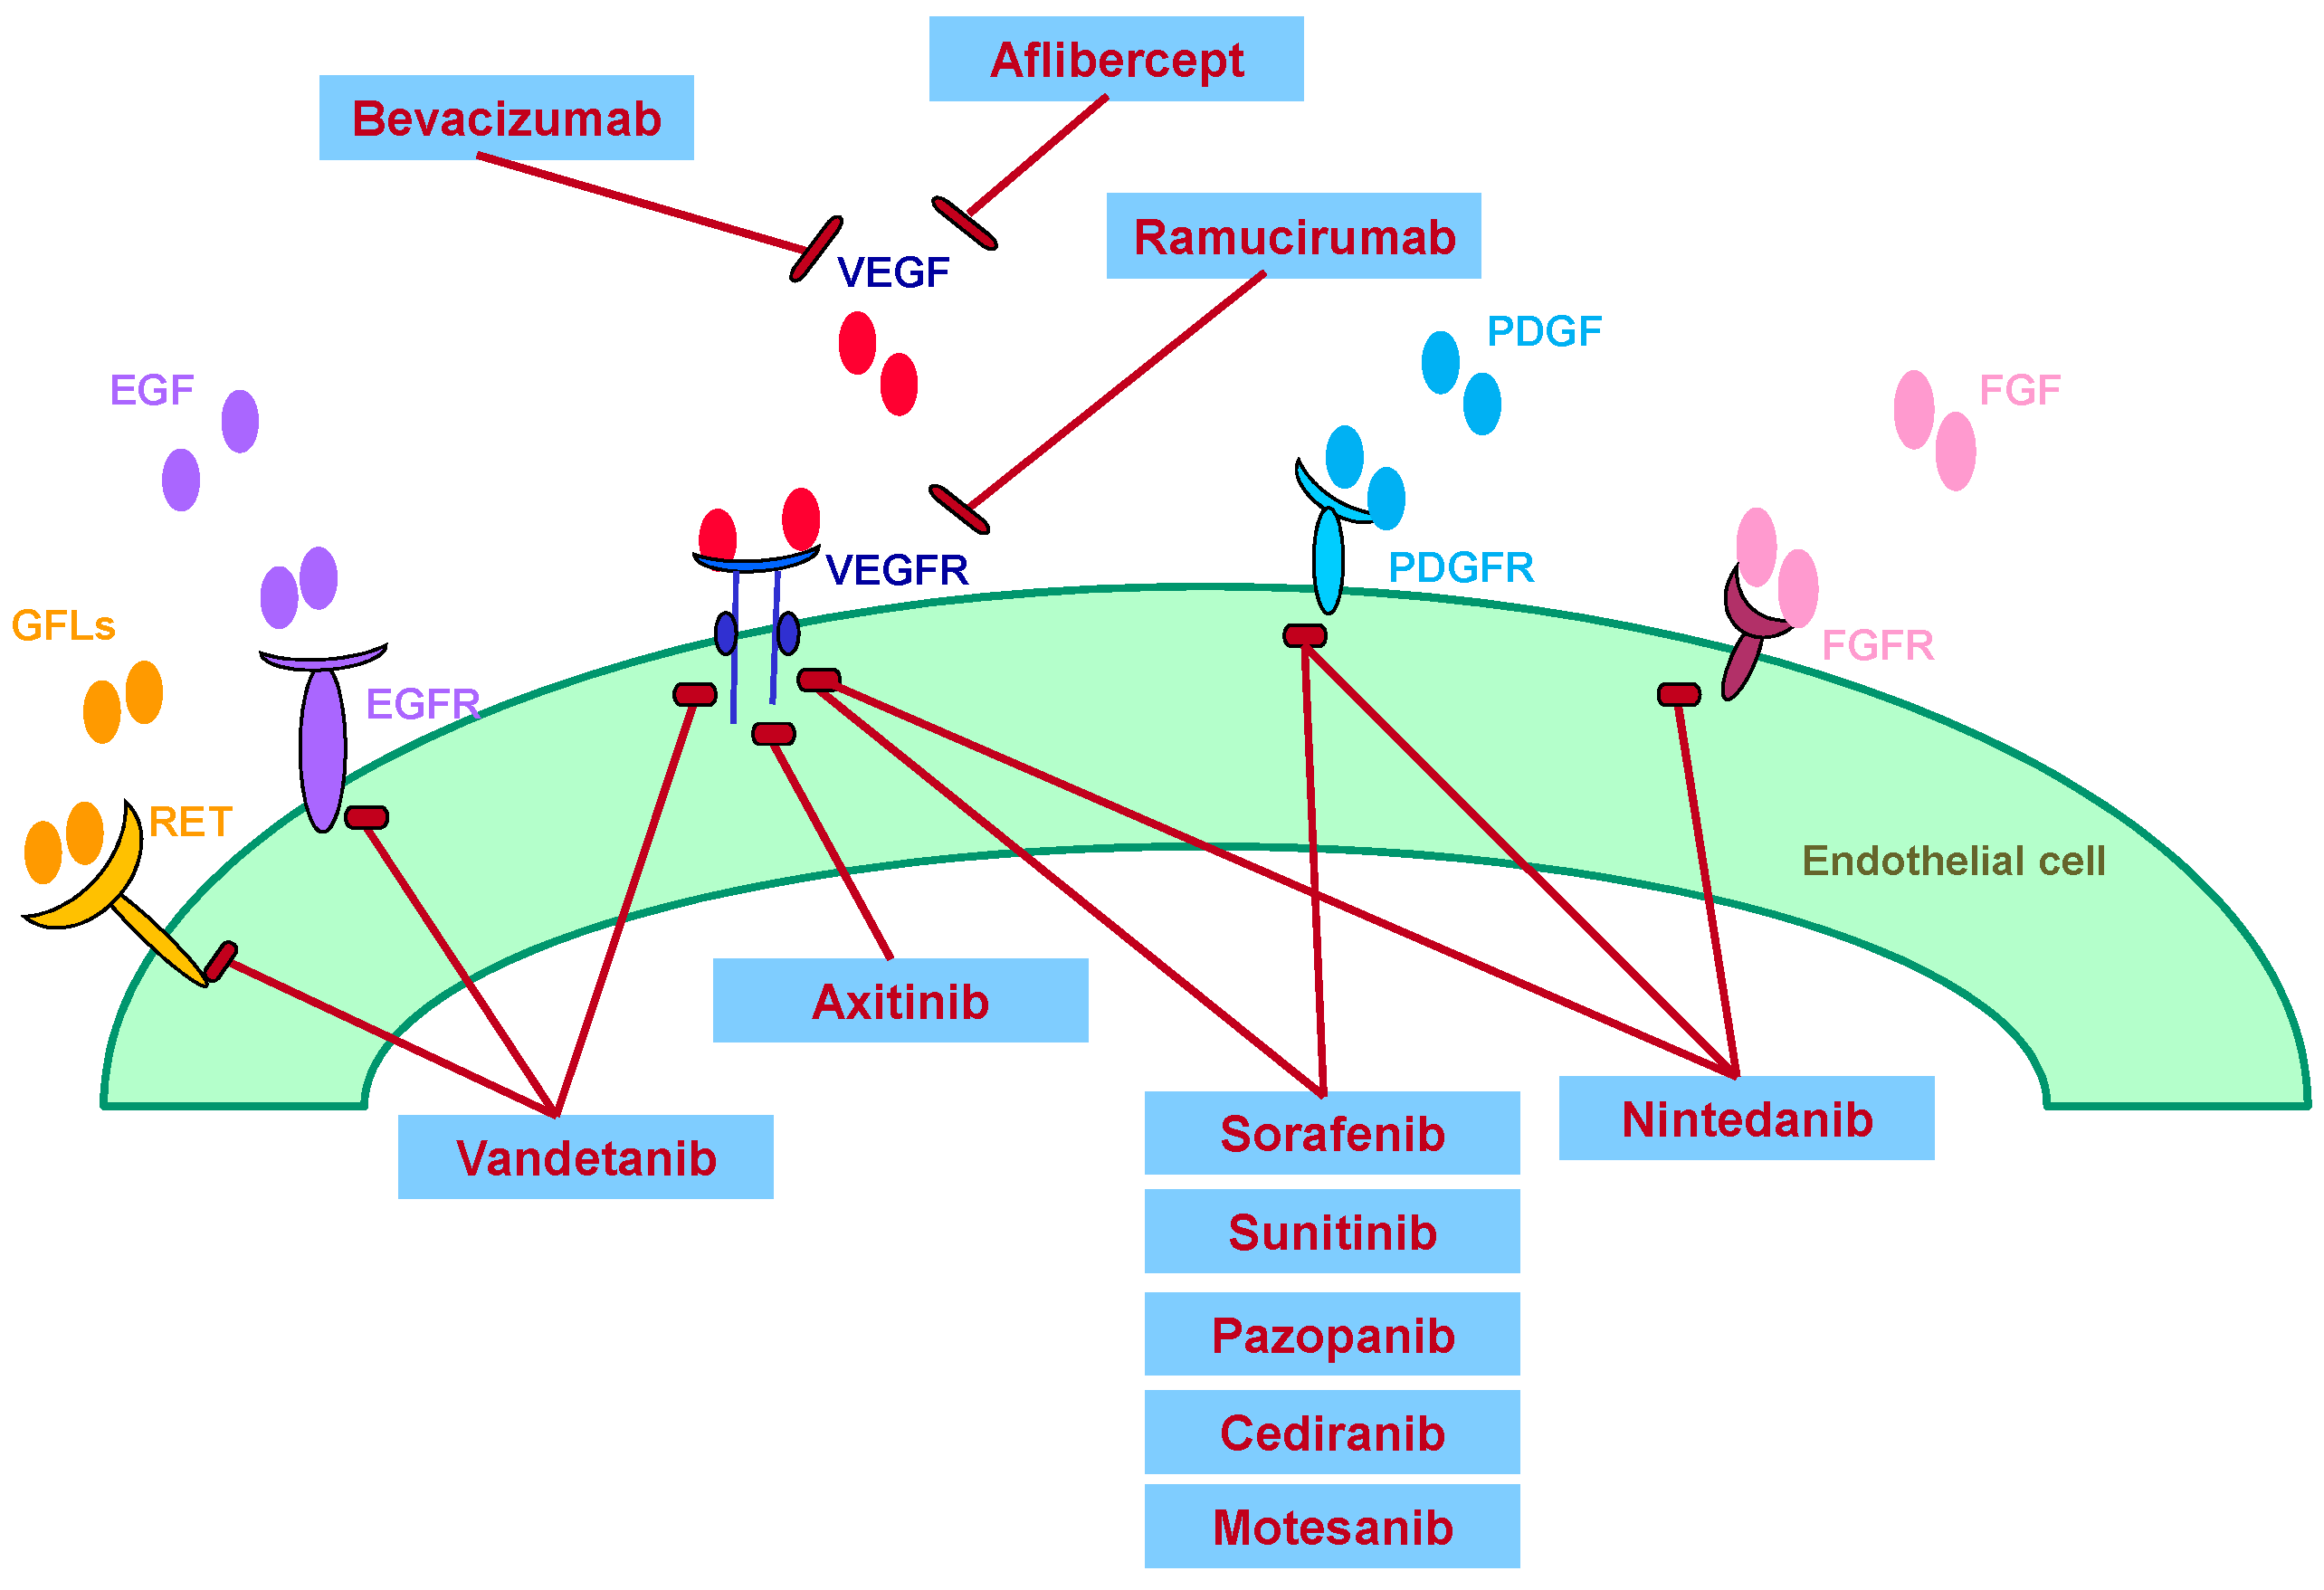 Aflibercept
Bevacizumab
Ramucirumab
VEGF
PDGF
EGF
FGF
VEGFR
PDGFR
GFLs
FGFR
EGFR
RET
Endothelial cell
Axitinib
Vandetanib
Sorafenib
Nintedanib
Sunitinib
Pazopanib
Cediranib
Motesanib